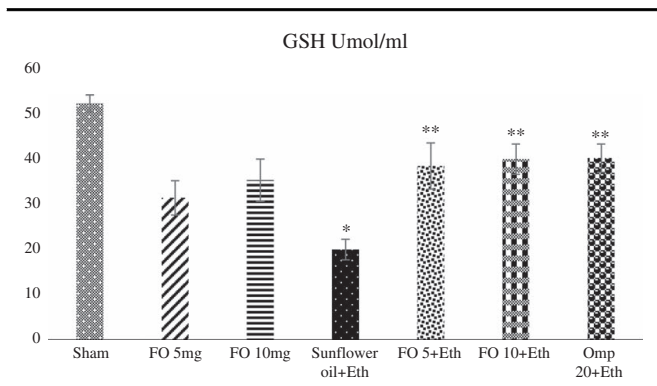 GSH Umol/ml
60
50
40
30
20
10
0
*
**
**
**
Sham
FO 5mg
FO 10mg
Sunflower
oil+Eth
FO 5+Eth
FO 10+Eth
Omp
20+Eth